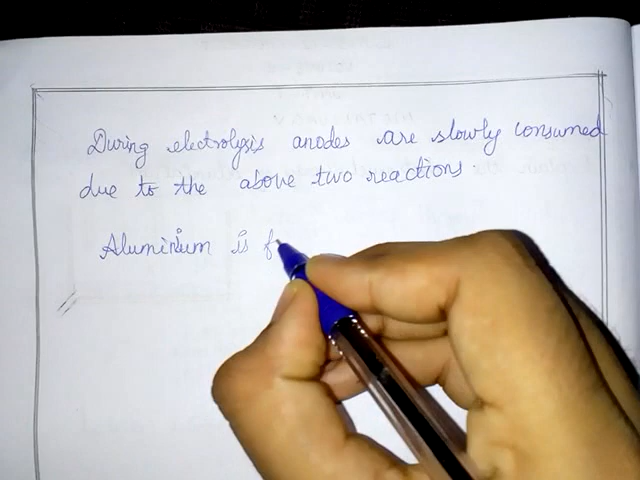 During electrolysis anodes are slowly consumed
due to the above two reactions.
Aluminium is f